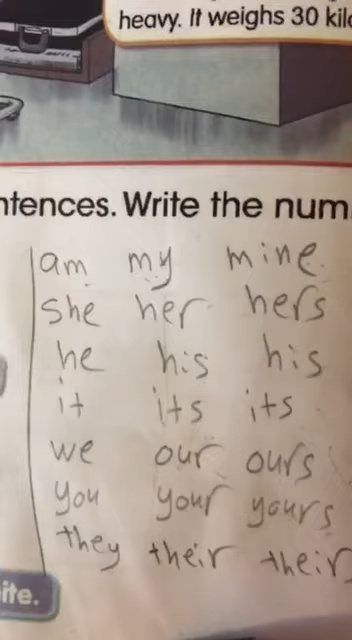 heavy. It weighs 30 kil
ntences. Write the num
am my mine.
she her hers
he his his
it its its
we our ours
you your yours
they their their
ite.